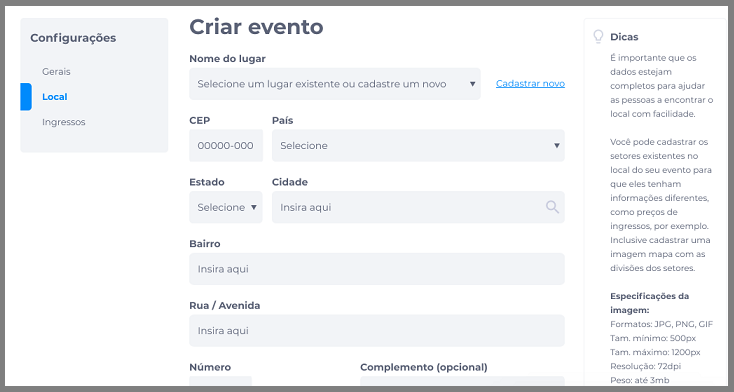 Configurações
Gerais
Local
Ingressos
Criar evento
Nome do lugar
Selecione um lugar existente ou cadastre um novo
Cadastrar novo
CEP
País
00000-000
Selecione
Estado
Cidade
Selecione
Insira aqui
Bairro
Insira aqui
Rua / Avenida
Insira aqui
Número
Complemento (opcional)
Dicas
É importante que os
dados estejam
completos para ajudar
as pessoas a encontrar o
local com facilidade.
Você pode cadastrar os
setores existentes no
local do seu evento para
que eles tenham
informações diferentes,
como preços de
ingressos, por exemplo.
Inclusive cadastrar uma
imagem mapa com as
divisões dos setores.
Especificações da
imagem:
Formatos: JPG, PNG, GIF
Tam. mínimo: 500px
Tam. máximo: 1200px
Resolução: 72dpi
Peso: até 3mb